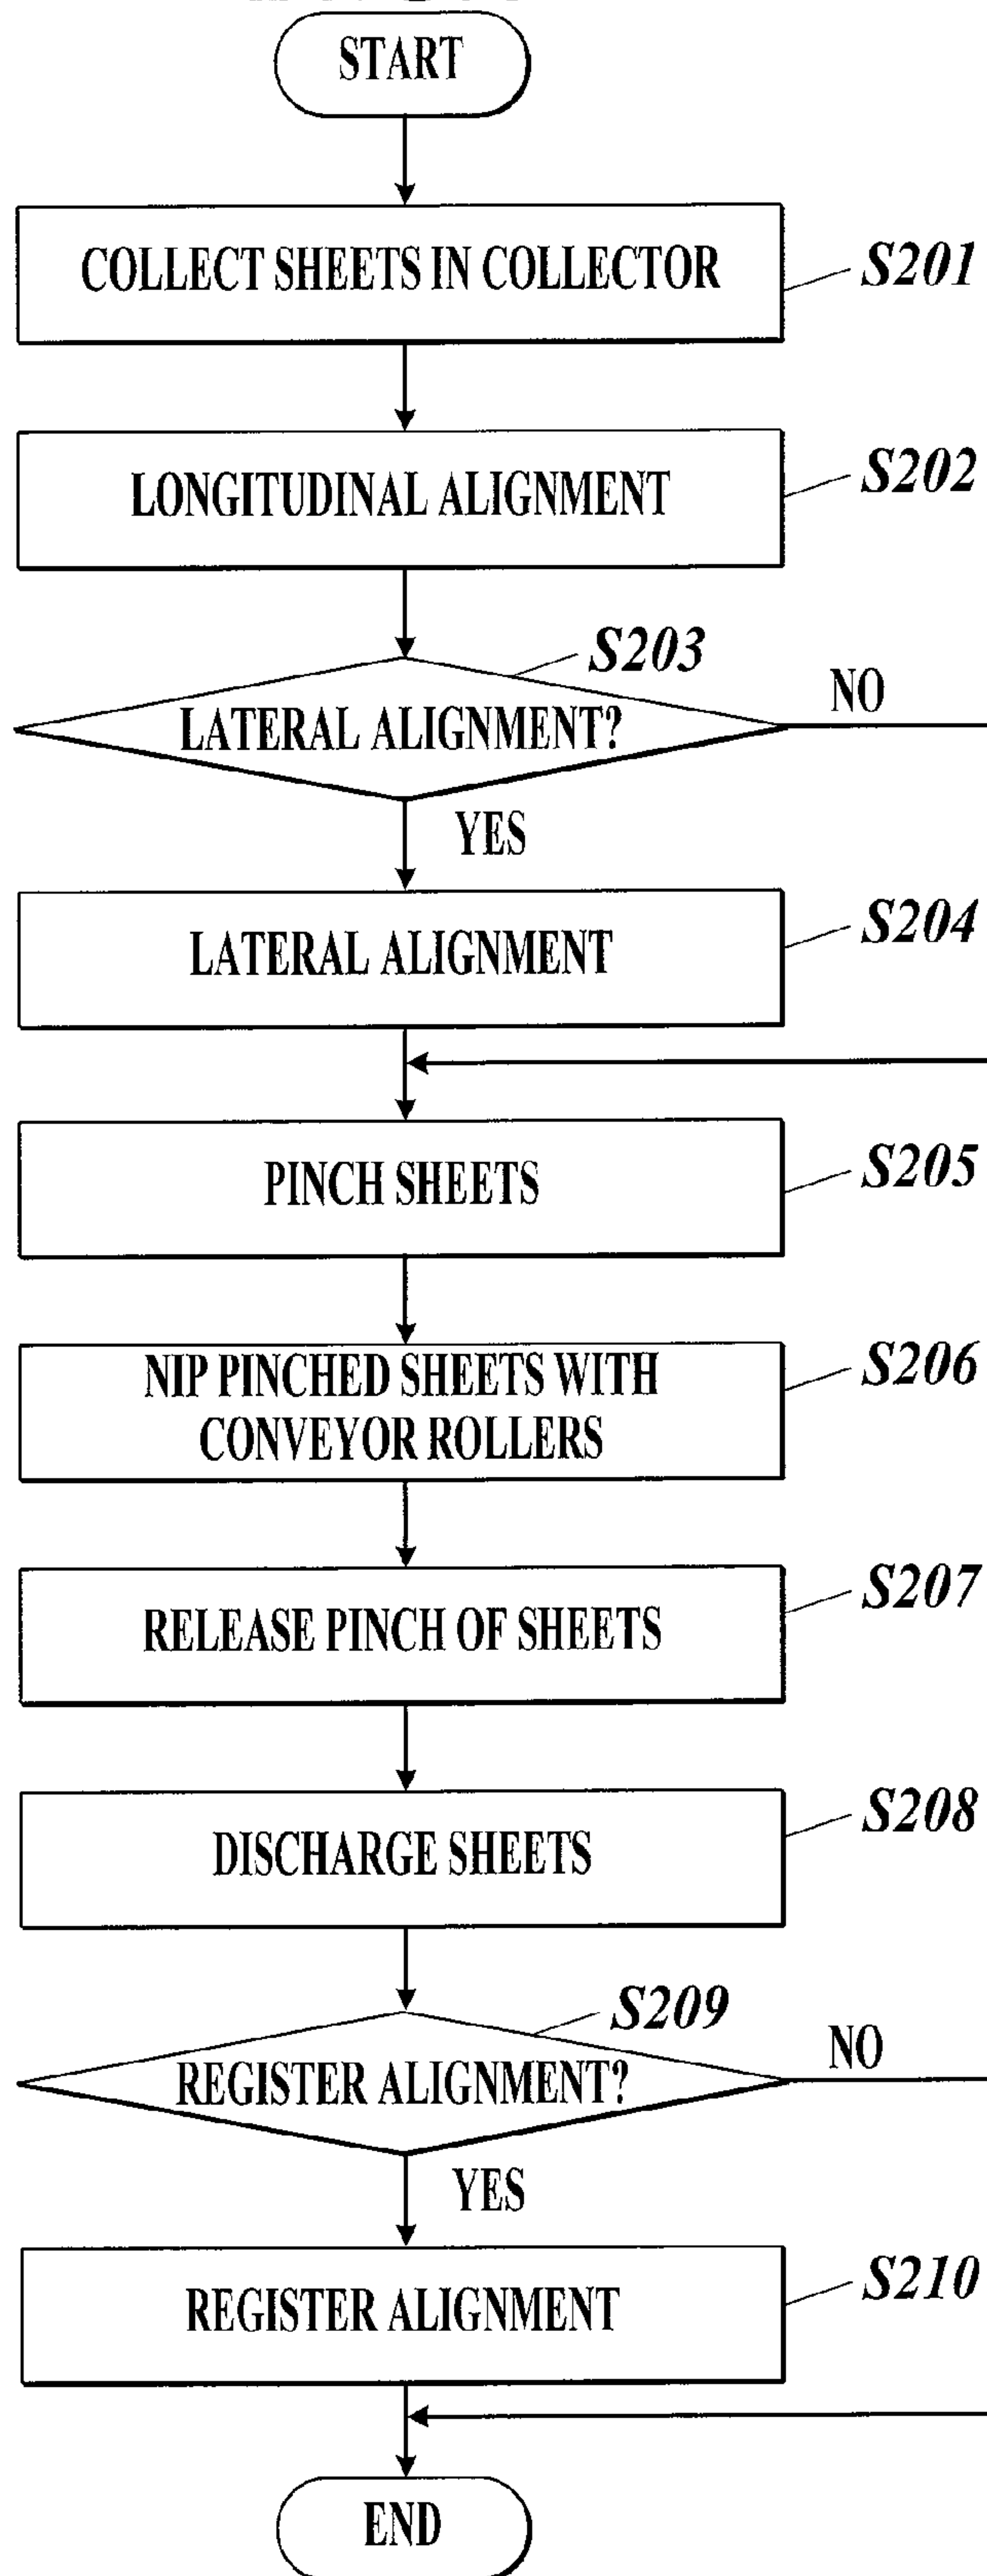 START
COLLECT SHEETS IN COLLECTOR
S201
LONGITUDINAL ALIGNMENT
S202
S203
LATERAL ALIGNMENT?
NO
YES
LATERAL ALIGNMENT
S204
PINCH SHEETS
S205
NIP PINCHED SHEETS WITH
CONVEYOR ROLLERS
S206
RELEASE PINCH OF SHEETS
S207
DISCHARGE SHEETS
S208
S209
REGISTER ALIGNMENT?
NO
YES
REGISTER ALIGNMENT
S210
END